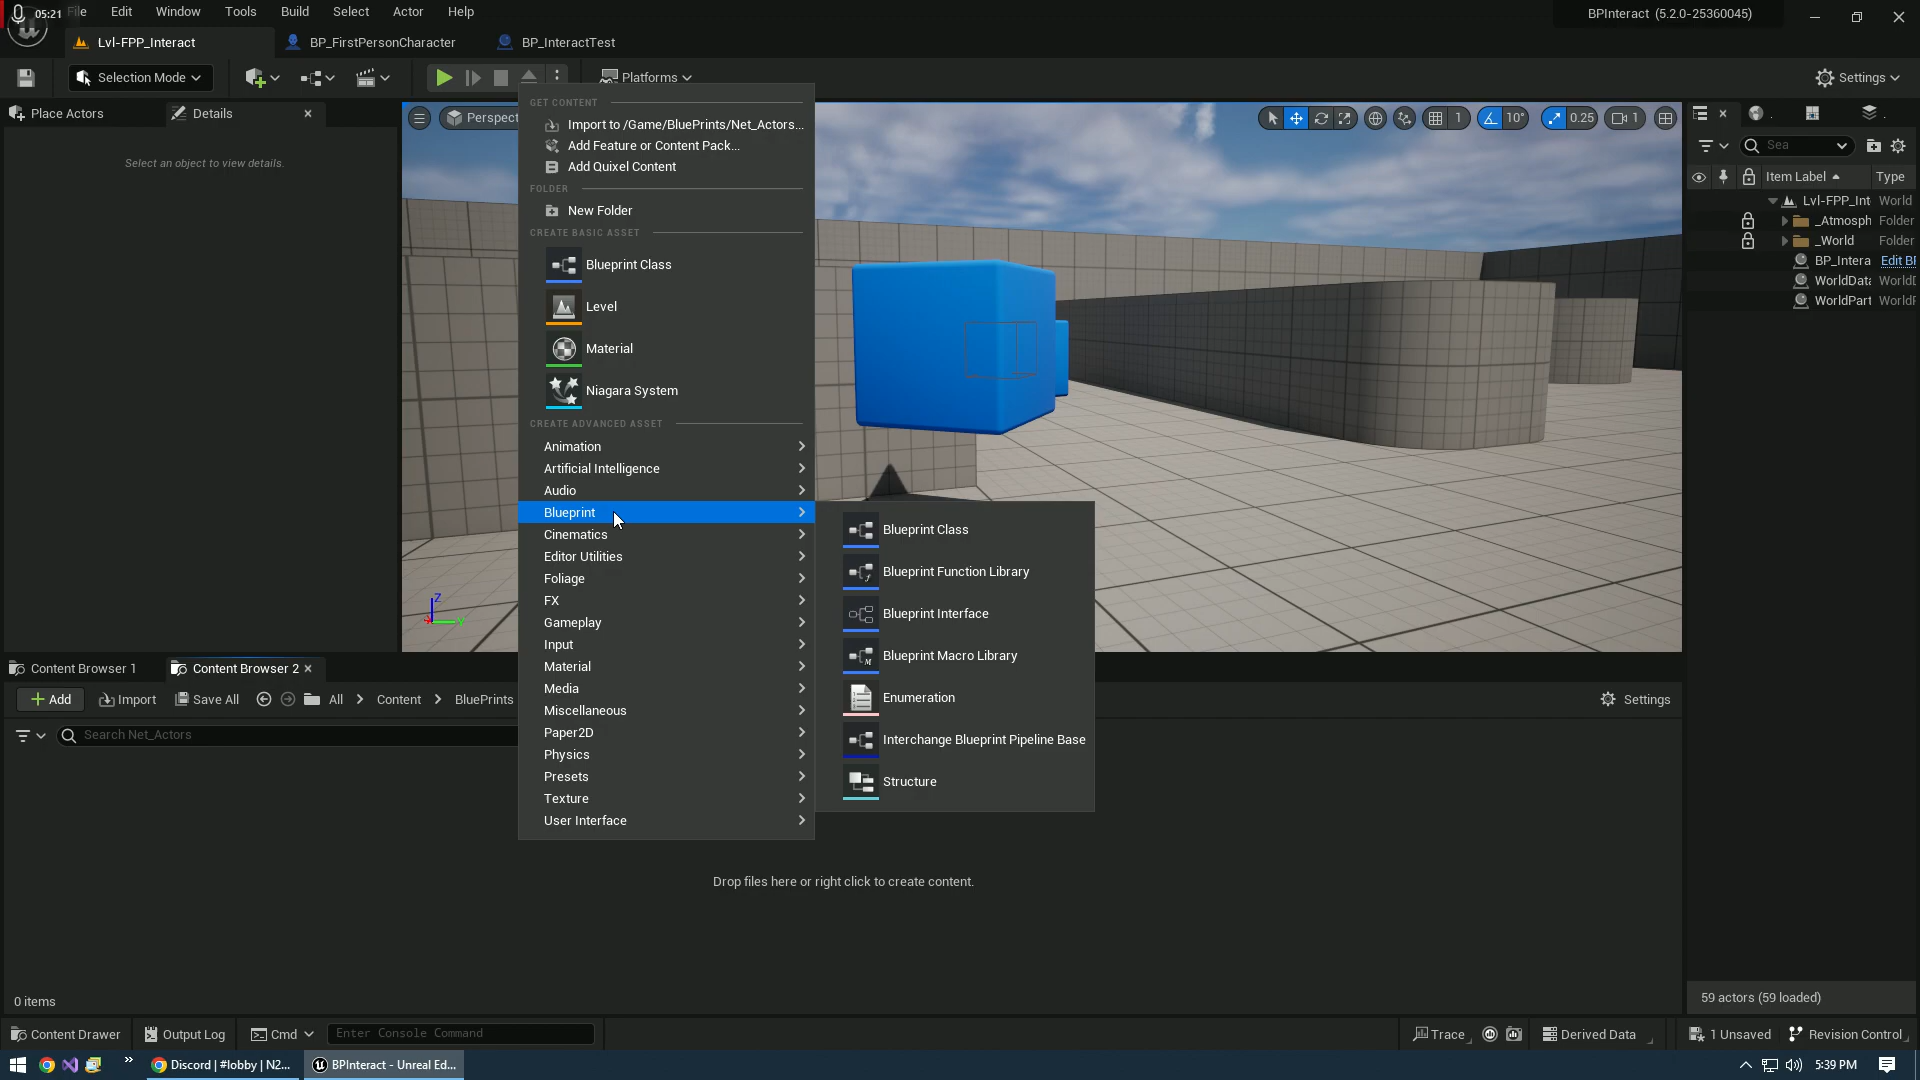 05:21
File
Edit
Window
Tools
Build
Select
Actor
Help
BPInteract (5.2.0-25360045)
Lvl-FPP_Interact
BP_FirstPersonCharacter
BP_InteractTest
Selection Mode
Platforms
Settings
Place Actors
Details
Select an object to view details.
Perspect
1
10°
0.25
1
GET CONTENT
Import to /Game/BluePrints/Net_Actors...
Add Feature or Content Pack...
Add Quixel Content
FOLDER
New Folder
CREATE BASIC ASSET
Blueprint Class
Level
Material
Niagara System
CREATE ADVANCED ASSET
Animation
Artificial Intelligence
Audio
Blueprint
Cinematics
Editor Utilities
Foliage
FX
Gameplay
Input
Material
Media
Miscellaneous
Paper2D
Physics
Presets
Texture
User Interface
Blueprint Class
Blueprint Function Library
Blueprint Interface
Blueprint Macro Library
Enumeration
Interchange Blueprint Pipeline Base
Structure
Z
Y
Sea
Item Label
Type
Lvl-FPP_Int World
_Atmosph Folder
_World Folder
BP_Intera Edit BP
WorldData WorldD
WorldPart WorldP
59 actors (59 loaded)
Content Browser 1
Content Browser 2
Add
Import
Save All
All
Content
BluePrints
Settings
Search Net_Actors
Drop files here or right click to create content.
0 items
Content Drawer
Output Log
Cmd
Enter Console Command
Trace
Derived Data
1 Unsaved
Revision Control
Discord | #lobby | N2...
BPInteract - Unreal Ed...
5:39 PM